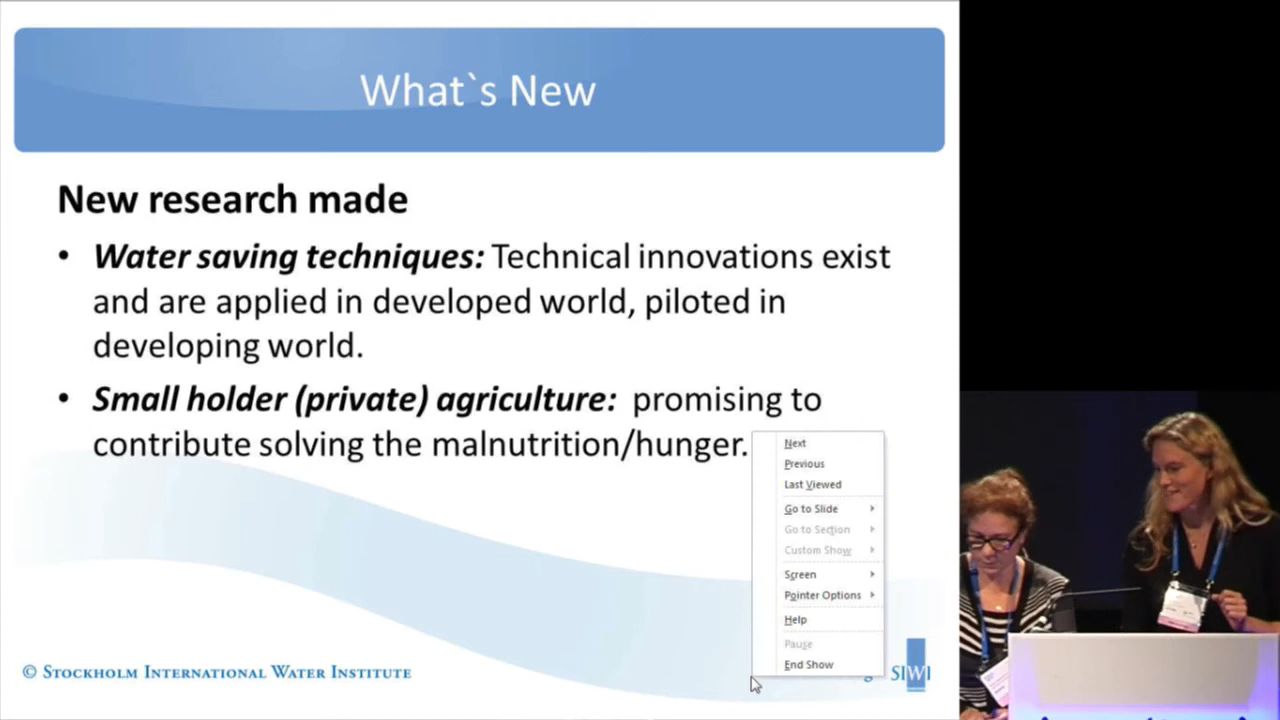 What`s New
New research made
• Water saving techniques: Technical innovations exist
and are applied in developed world, piloted in
developing world.
• Small holder (private) agriculture: promising to
contribute solving the malnutrition/hunger.
Next
Previous
Last Viewed
Go to Slide
Go to Section
Custom Show
Screen
Pointer Options
Help
Pause
End Show
© STOCKHOLM INTERNATIONAL WATER INSTITUTE
SIWI